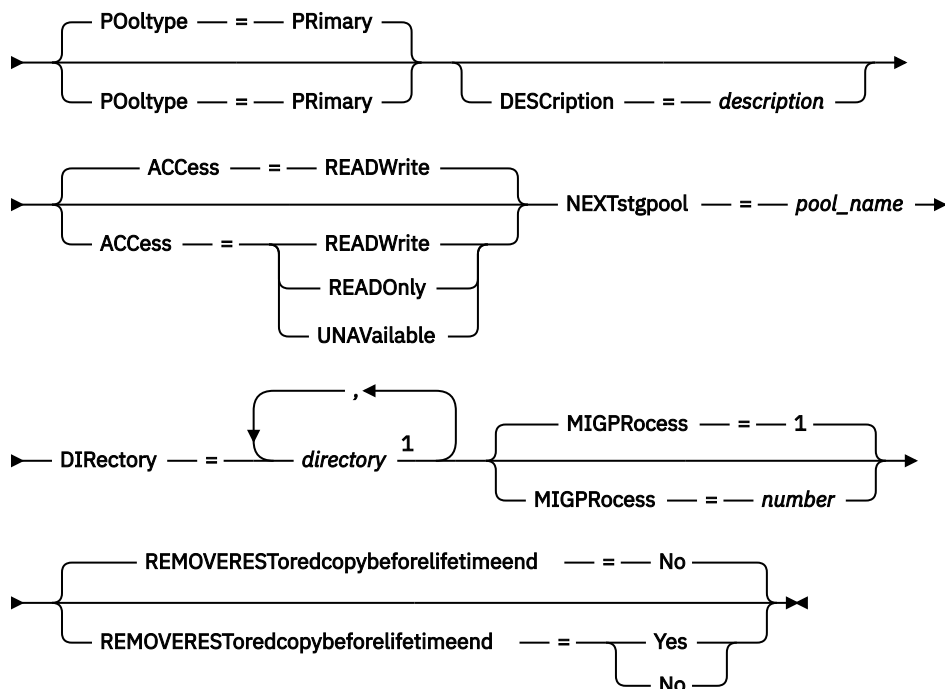 POoltype = PRimary
POoltype = PRimary
DESCription = description
ACCess = READWrite
NEXTstgpool = pool_name
ACCess = READWrite
READOnly
UNAVailable
,
DIRectory = directory 1
MIGPRocess = 1
MIGPRocess = number
REMOVERESToredcopybeforelifetimeend = No
REMOVERESToredcopybeforelifetimeend = Yes
No